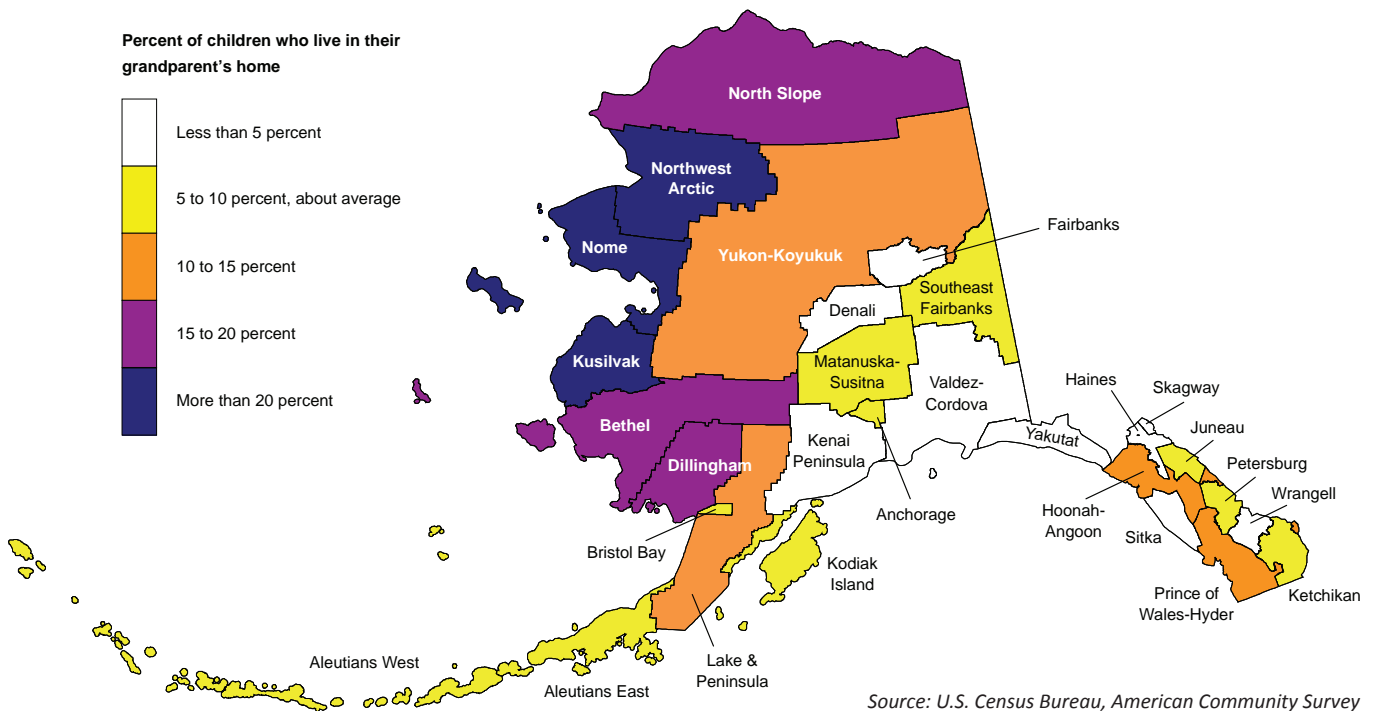 Percent of children who live in their
grandparent's home
Less than 5 percent
5 to 10 percent, about average
10 to 15 percent
15 to 20 percent
More than 20 percent
North Slope
Northwest
Arctic
Nome
Yukon-Koyukuk
Fairbanks
Southeast
Fairbanks
Denali
Kusilvak
Matanuska-
Susitna
Valdez-
Cordova
Bethel
Dillingham
Kenai
Peninsula
Yakutat
Haines
Skagway
Juneau
Petersburg
Wrangell
Anchorage
Hoonah-
Angoon
Sitka
Bristol Bay
Kodiak
Island
Prince of
Wales-Hyder
Ketchikan
Aleutians West
Aleutians East
Lake &
Peninsula
Source: U.S. Census Bureau, American Community Survey